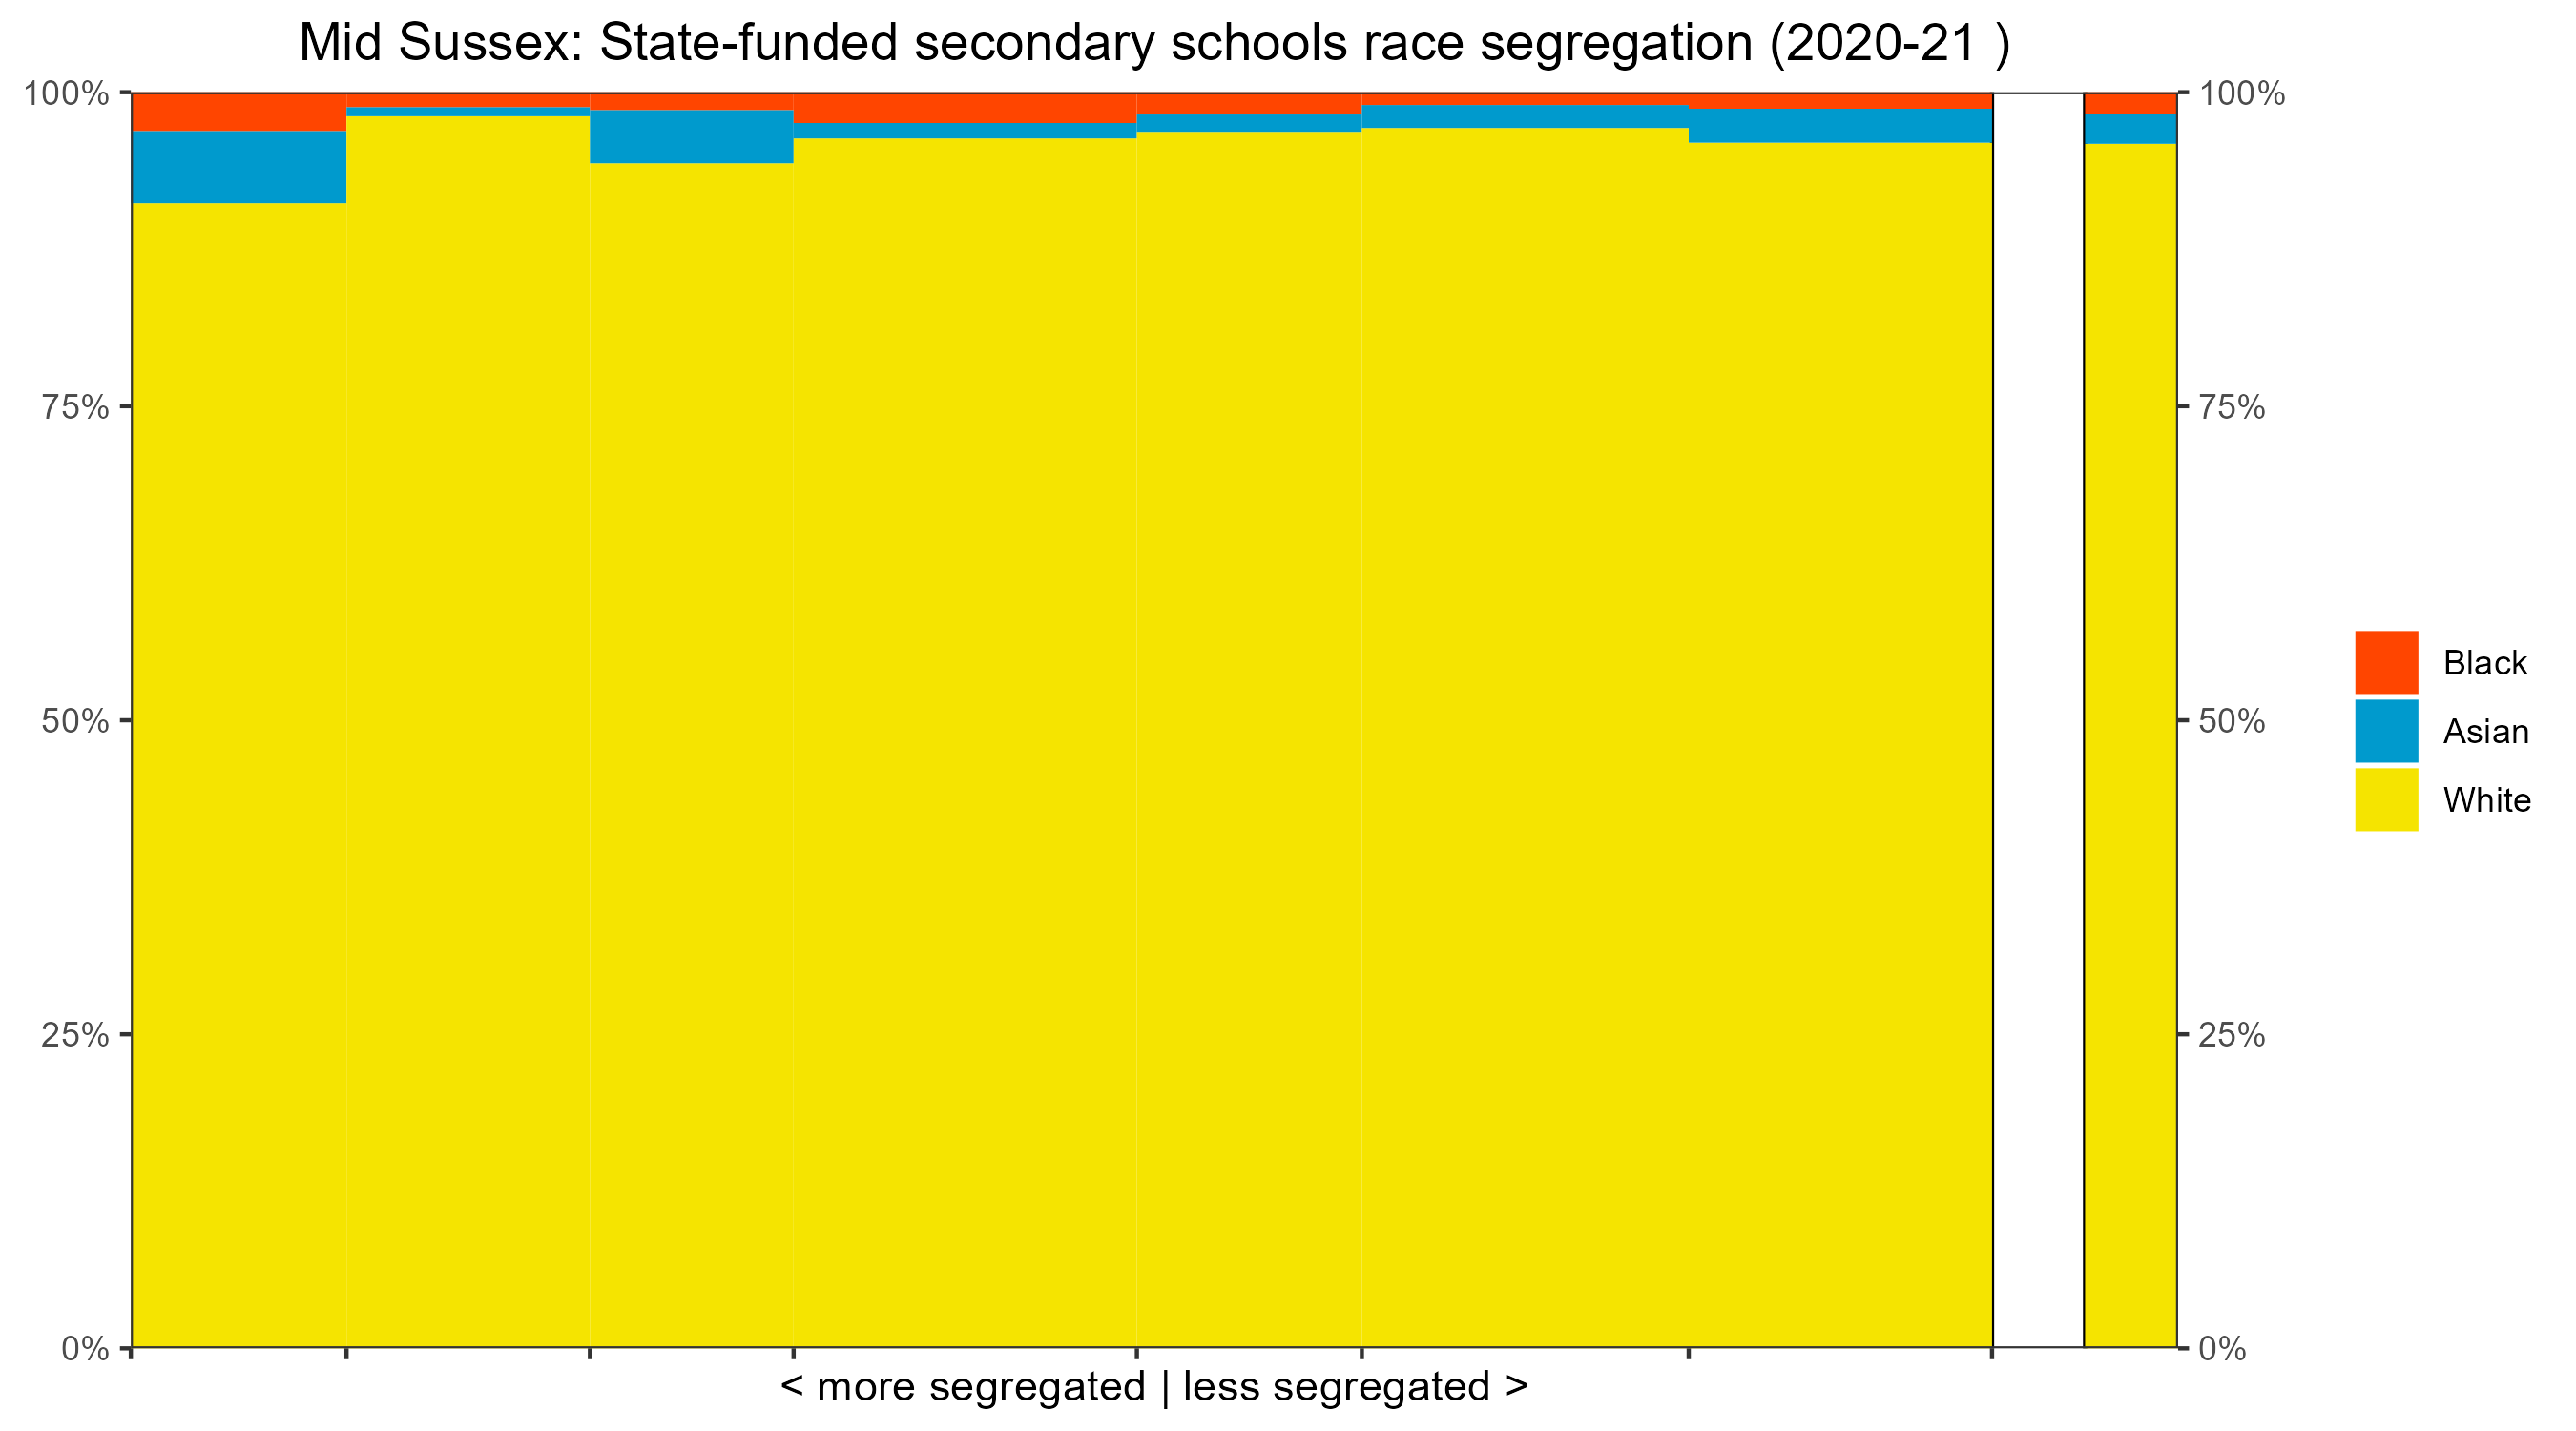 Mid Sussex: State-funded secondary schools race segregation (2020-21 )
100%
75%
50%
25%
0%
100%
75%
50%
25%
0%
Black
Asian
White
< more segregated | less segregated >